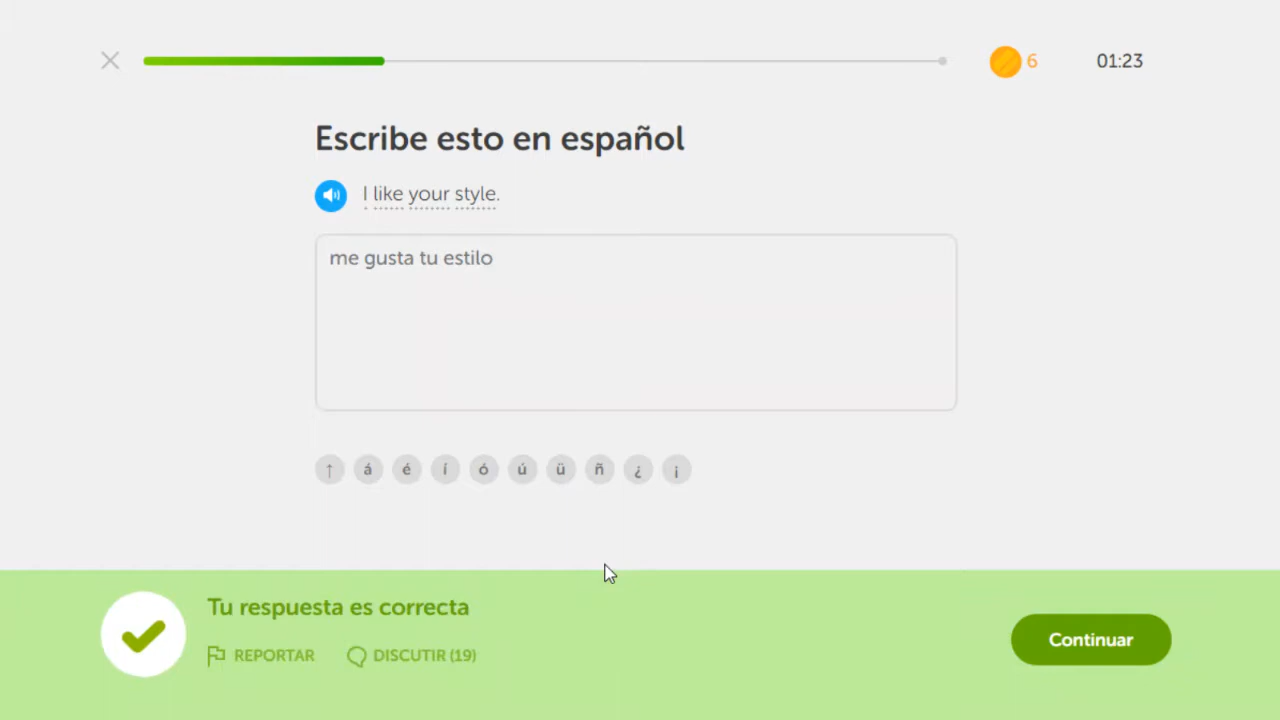 6 01:23
Escribe esto en español
I like your style.
me gusta tu estilo
↑ á é í ó ú ü ñ ¿ ¡
Tu respuesta es correcta
REPORTAR DISCUTIR (19)
Continuar